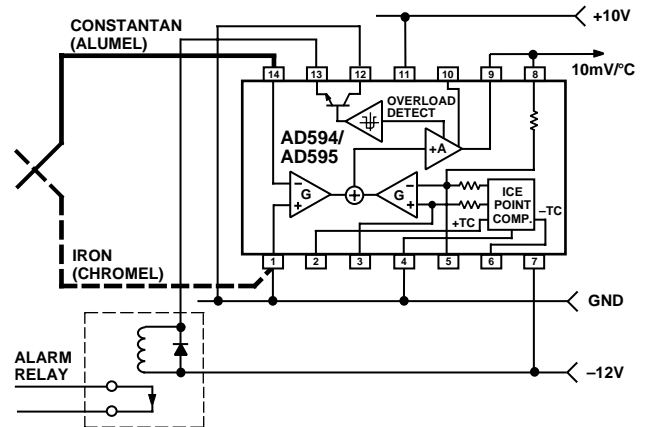 CONSTANTAN
(ALUMEL)
+10V
10mV/°C
14 13 12 11 10 9 8
OVERLOAD
DETECT
AD594/
AD595
+A
G
G
ICE
POINT
COMP.
–TC
+TC
IRON
(CHROMEL)
1 2 3 4 5 6 7
GND
ALARM
RELAY
–12V